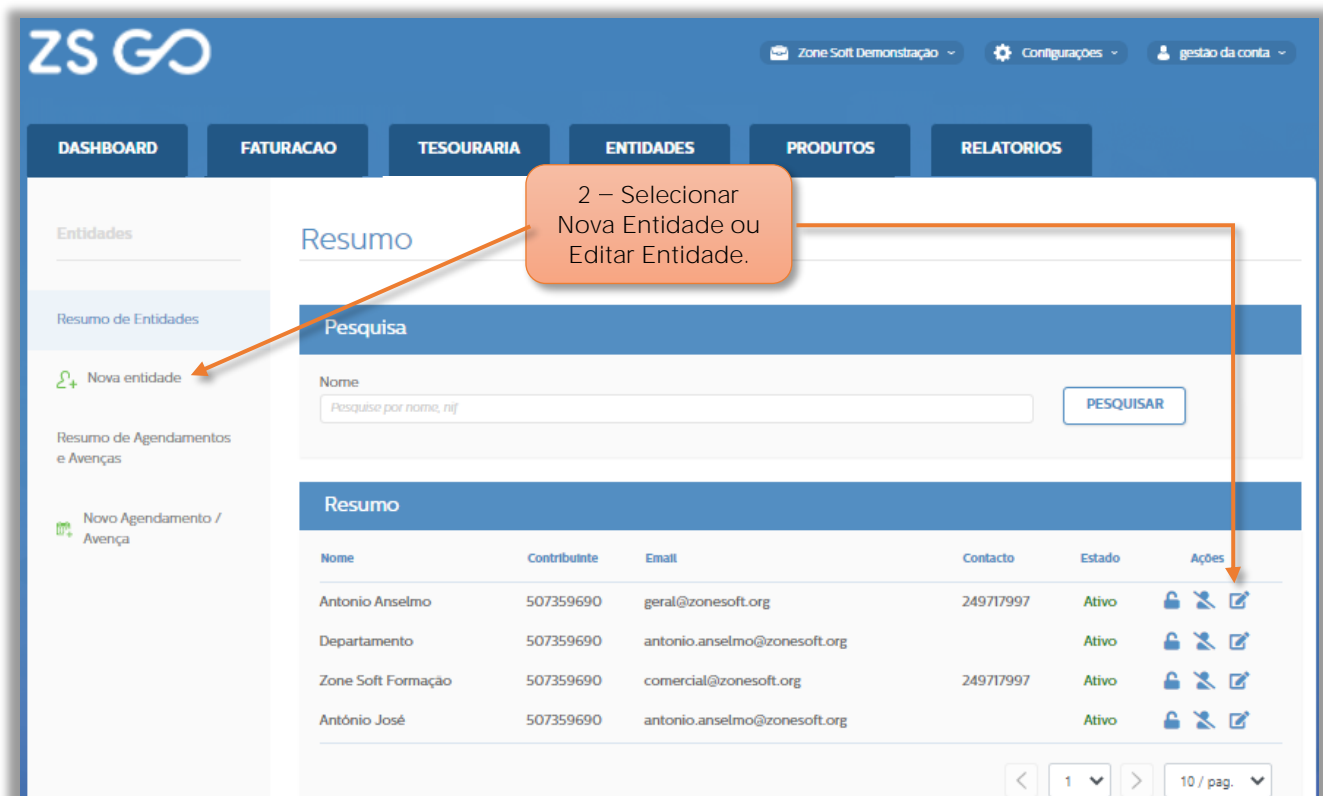 ZS GO
Zone Soft Demonstração
Configurações
gestão da conta
DASHBOARD
FATURACAO
TESOURARIA
ENTIDADES
PRODUTOS
RELATORIOS
2 – Selecionar
Nova Entidade ou
Editar Entidade.
Entidades
Resumo de Entidades
Nova entidade
Resumo de Agendamentos
e Avenças
Novo Agendamento /
Avença
Resumo
Pesquisa
Nome
Pesquise por nome, nif
PESQUISAR
Resumo
Nome Contribuinte Email Contacto Estado Ações
Antonio Anselmo 507359690 geral@zonesoft.org 249717997 Ativo
Departamento 507359690 antonio.anselmo@zonesoft.org Ativo
Zone Soft Formação 507359690 comercial@zonesoft.org 249717997 Ativo
António José 507359690 antonio.anselmo@zonesoft.org Ativo
< 1 > 10 / pag.